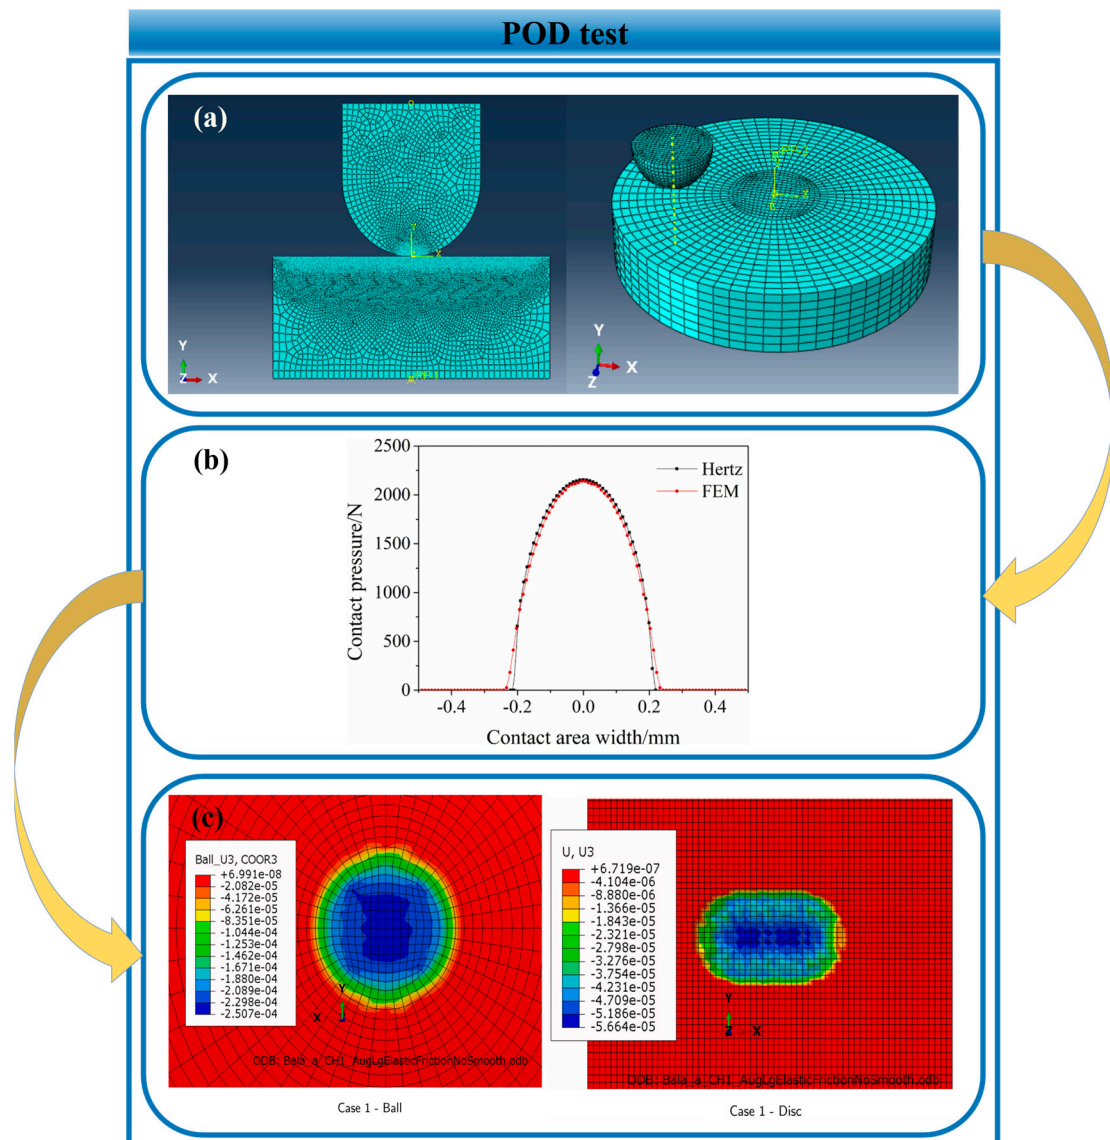 POD test
(a)
Y
X
RP-1
X
Y
Z X
Y
X
Z
(b)
2500
2000
1500
1000
500
0
Hertz
FEM
Contact pressure/N
-0.4 -0.2 0.0 0.2 0.4
Contact area width/mm
(c)
Ball_U3, COOR3
+6.991e-08
-2.082e-05
-4.172e-05
-6.261e-05
-8.351e-05
-1.044e-04
-1.253e-04
-1.462e-04
-1.671e-04
-1.880e-04
-2.089e-04
-2.298e-04
-2.507e-04
Y
X
ODB: Bala_a_CH1_AugLgElasticFrictionNoSmooth.odb
Case 1 - Ball
U, U3
+6.719e-07
-4.104e-06
-8.880e-06
-1.366e-05
-1.843e-05
-2.321e-05
-2.798e-05
-3.276e-05
-3.754e-05
-4.231e-05
-4.709e-05
-5.186e-05
-5.664e-05
Y
Z X
ODB: Bala_a_CH1_AugLgElasticFrictionNoSmooth.odb
Case 1 - Disc